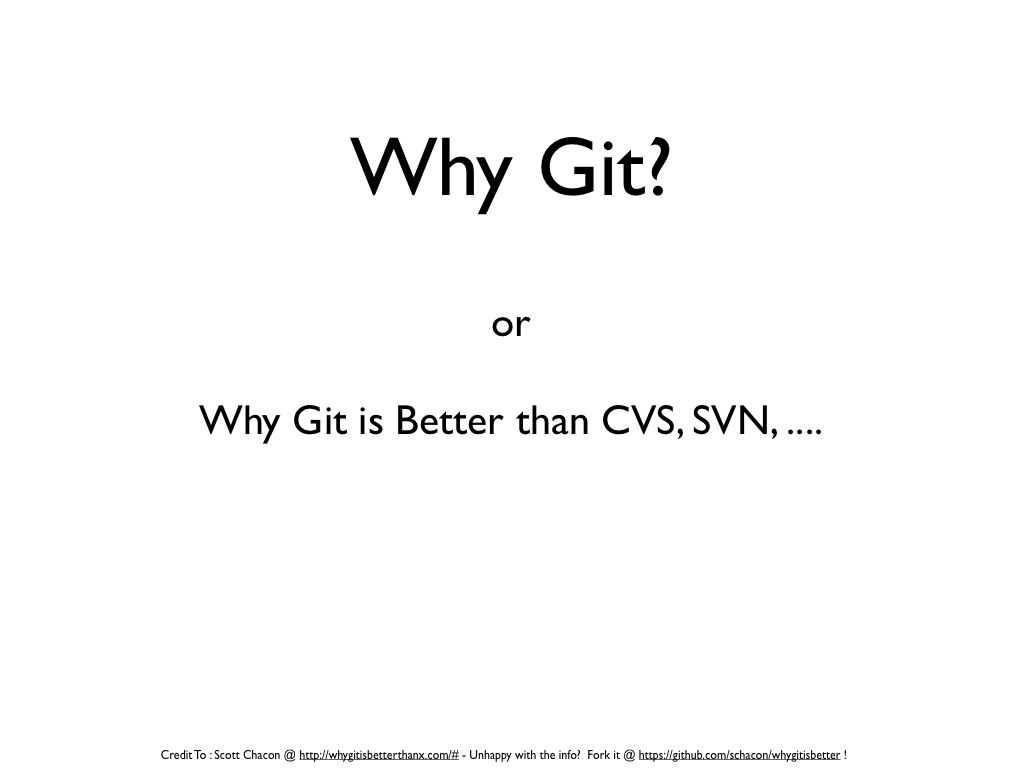 Why Git?
or
Why Git is Better than CVS, SVN, ....
Credit To : Scott Chacon @ http://whygitisbetterthanx.com/# - Unhappy with the info? Fork it @ https://github.com/schacon/whygitisbetter !